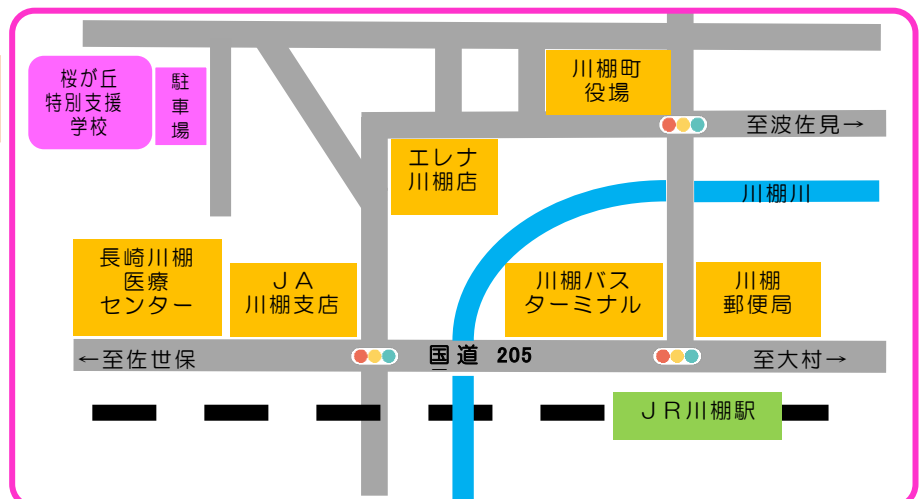 桜が丘
特別支援
学校
駐
車
場
川棚町
役場
至波佐見→
エレナ
川棚店
川棚川
長崎川棚
医療
センター
ＪＡ
川棚支店
川棚バス
ターミナル
川棚
郵便局
←至佐世保
国道 205
至大村→
ＪＲ川棚駅